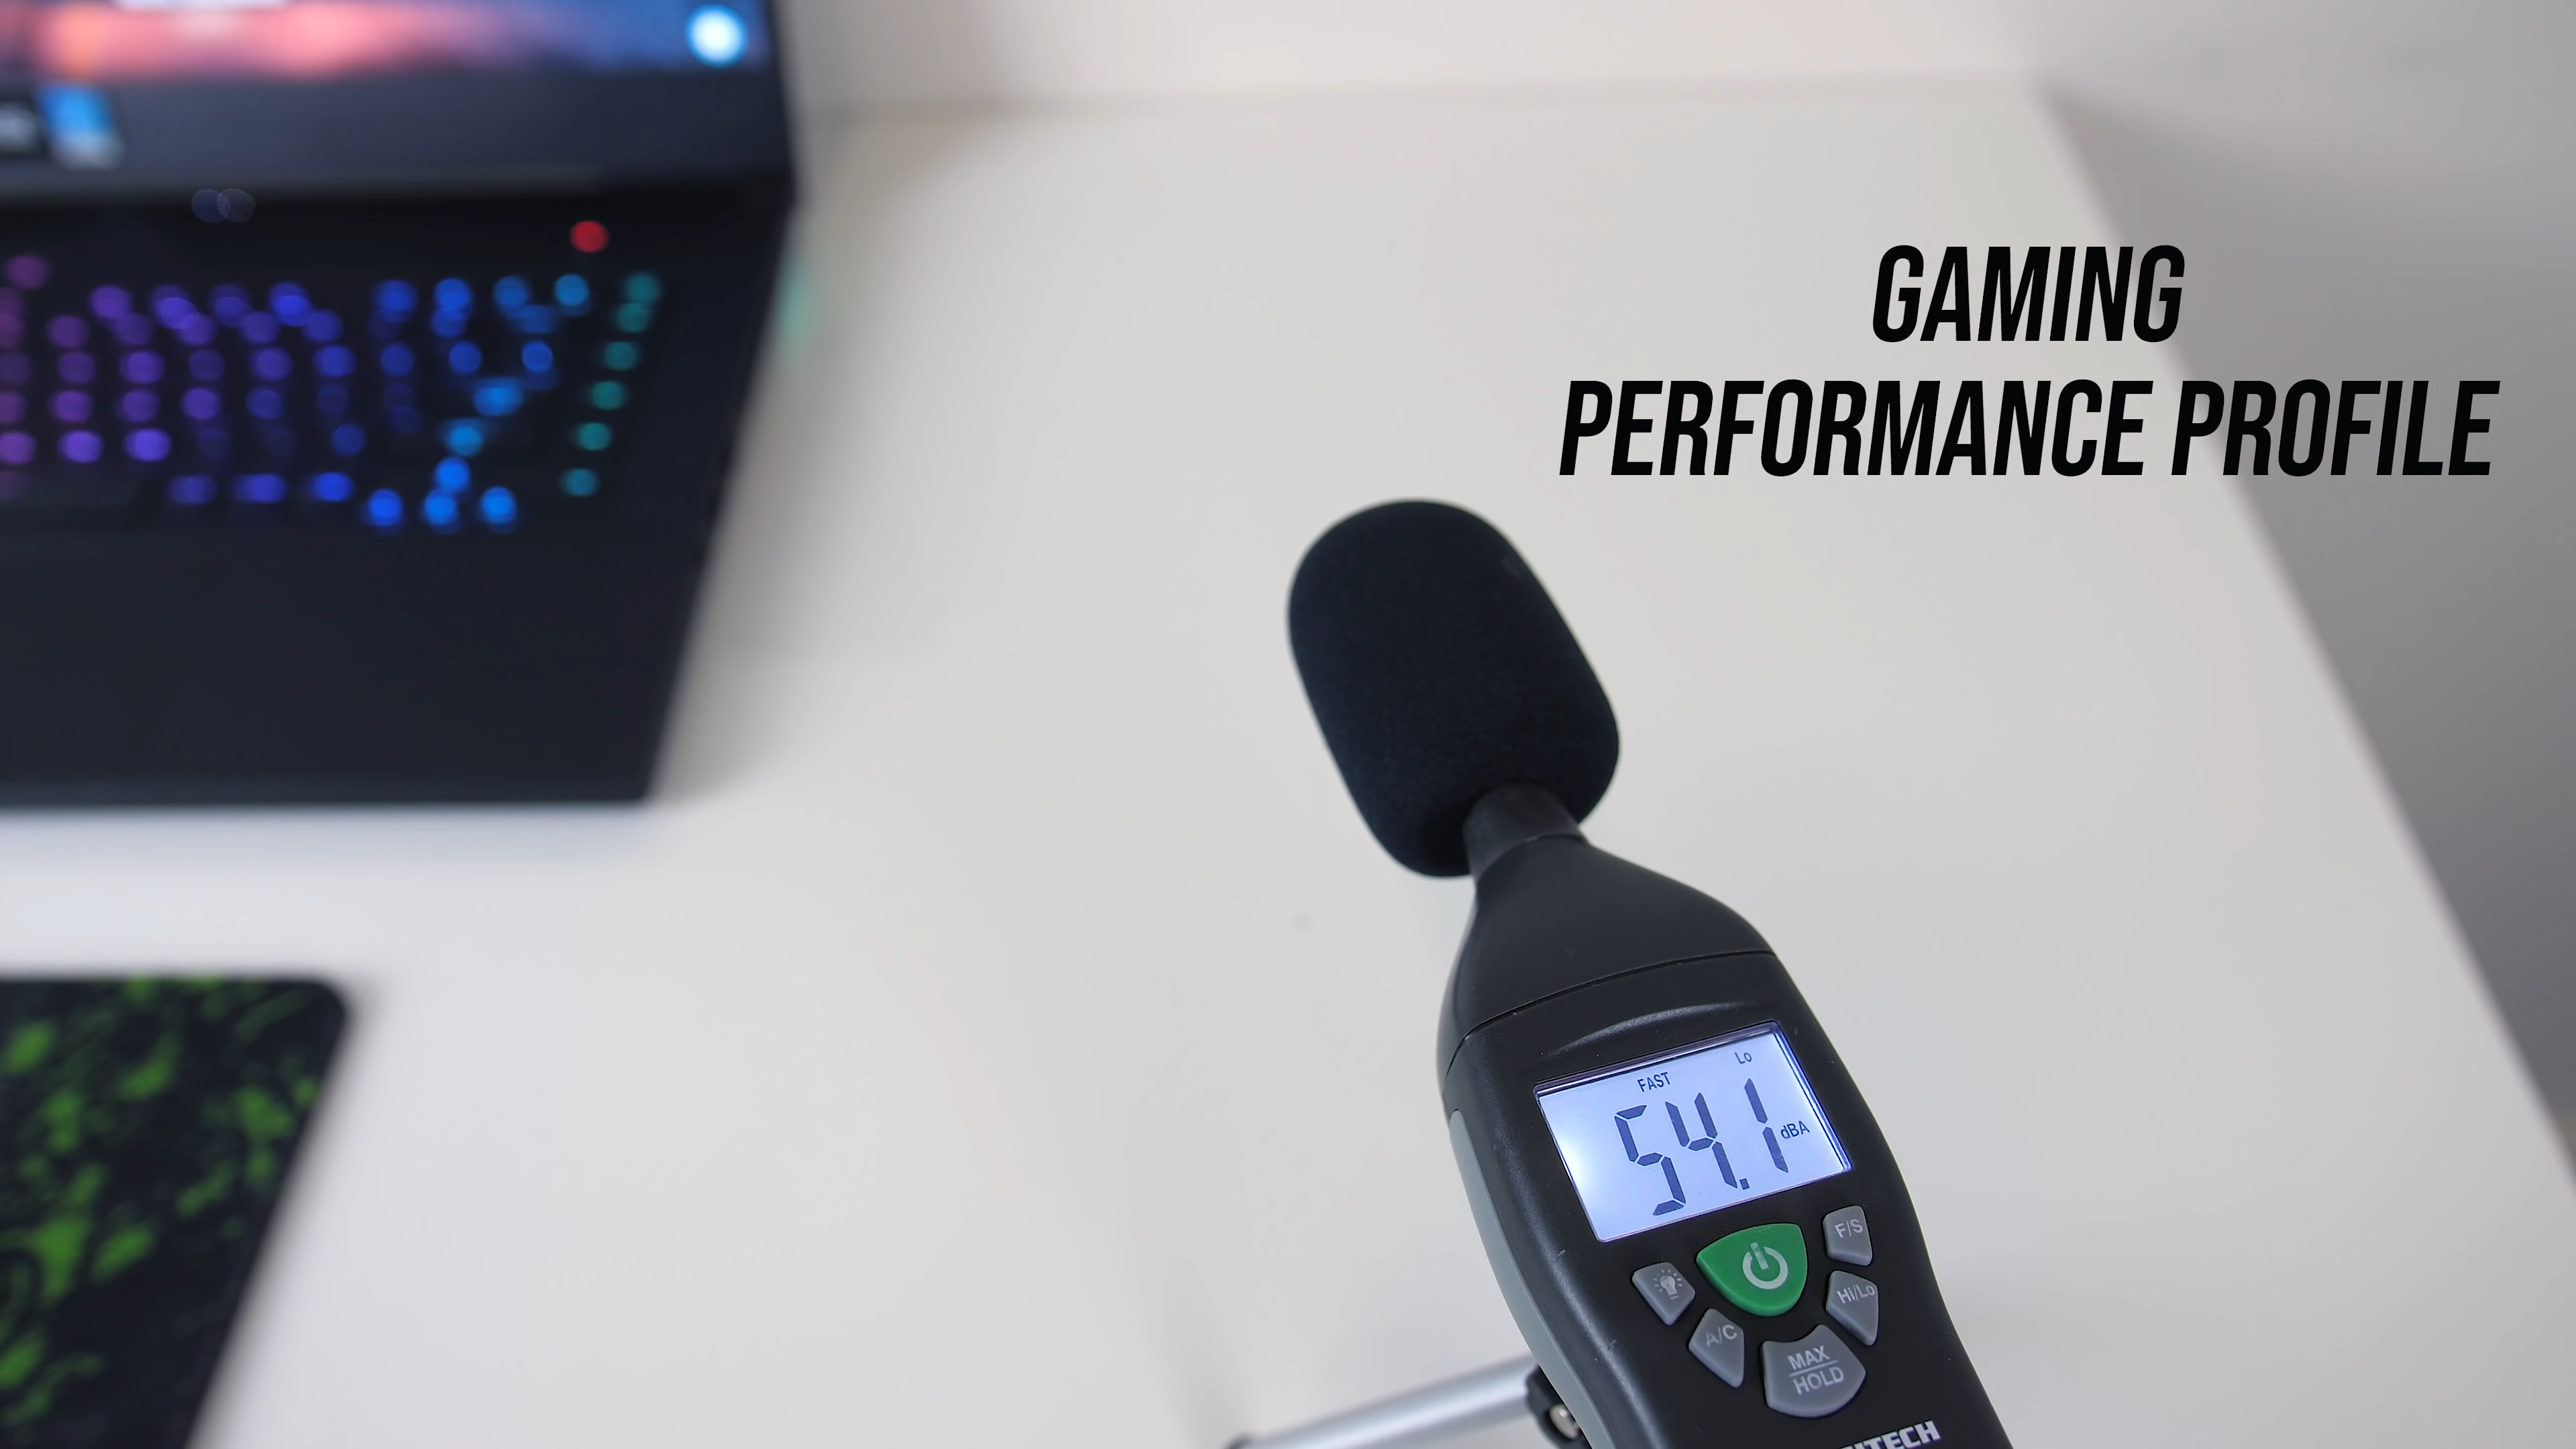 GAMING
PERFORMANCE PROFILE
FAST
Lo
54.1
dBA
F/S
Hi/Lo
A/C
MAX
HOLD